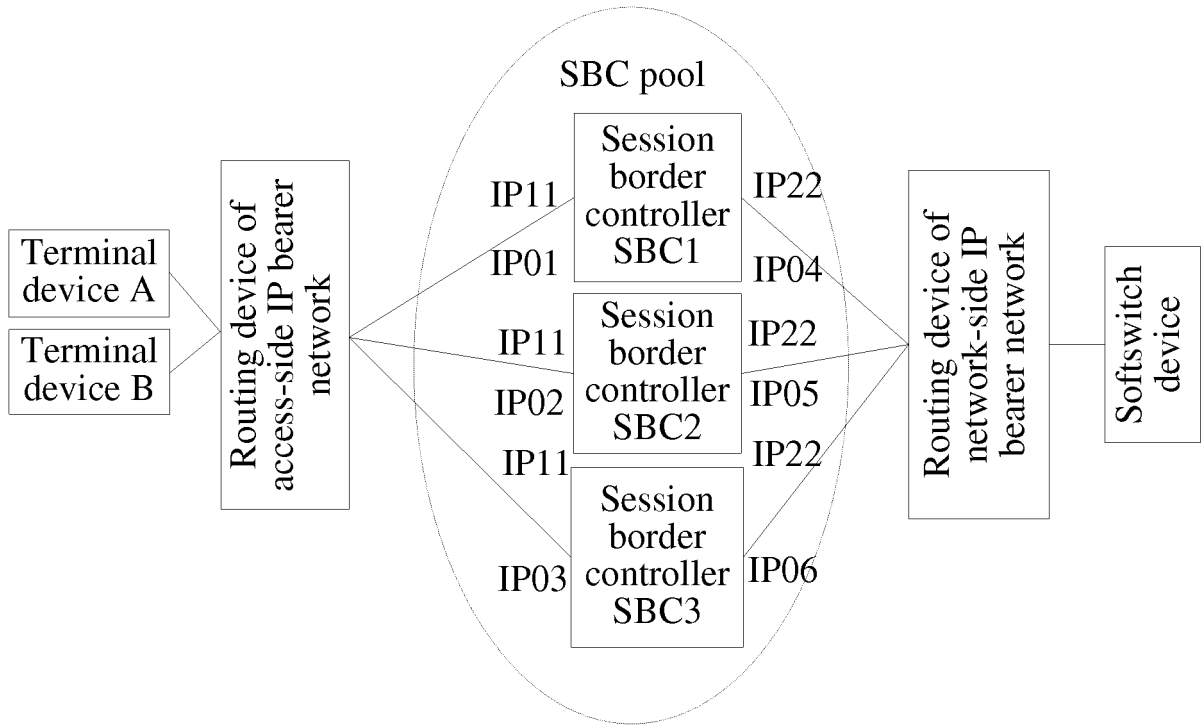 SBC pool
Terminal
device A
Terminal
device B
Routing device of
access-side IP bearer
network
IP11
IP01
IP11
IP02
IP11
IP03
Session
border
controller
SBC1
Session
border
controller
SBC2
Session
border
controller
SBC3
IP22
IP04
IP22
IP05
IP22
IP06
Routing device of
network-side IP
bearer network
Softswitch
device